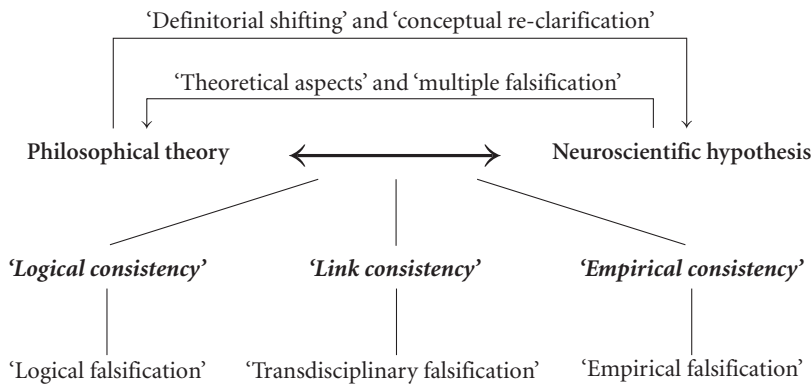 ‘Definitorial shifting’ and ‘conceptual re-clarification’
‘Theoretical aspects’ and ‘multiple falsification’
Philosophical theory Neuroscientific hypothesis
‘Logical consistency’ ‘Link consistency’ ‘Empirical consistency’
‘Logical falsification’ ‘Transdisciplinary falsification’ ‘Empirical falsification’